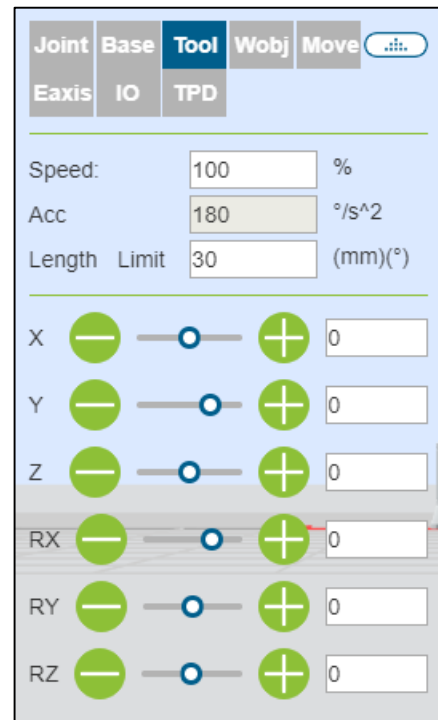 Joint Base Tool Wobj Move
Eaxis IO TPD
Speed: 100 %
Acc 180 °/s^2
Length Limit 30 (mm)(°)
X 0
Y 0
Z 0
RX 0
RY 0
RZ 0